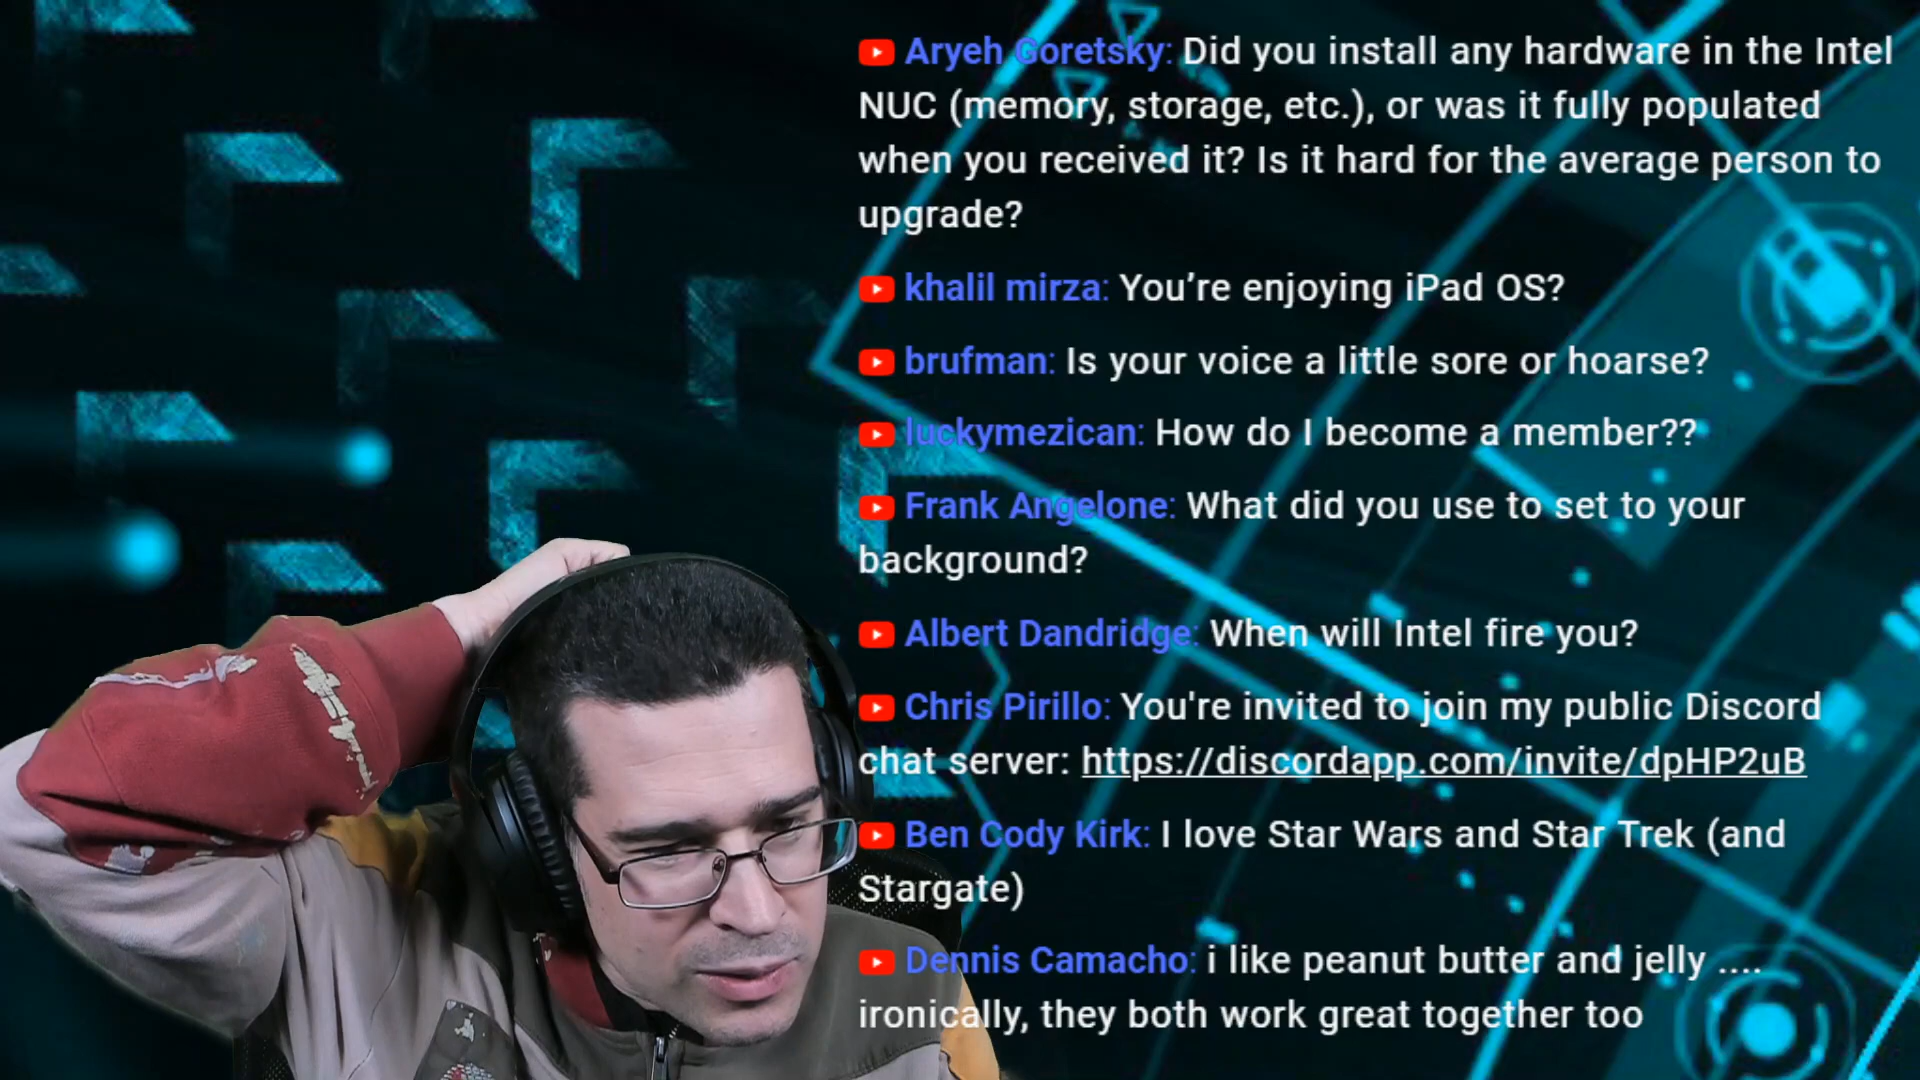 Aryeh Goretsky: Did you install any hardware in the Intel
NUC (memory, storage, etc.), or was it fully populated
when you received it? Is it hard for the average person to
upgrade?
khalil mirza: You’re enjoying iPad OS?
brufman: Is your voice a little sore or hoarse?
luckymezican: How do I become a member??
Frank Angelone: What did you use to set to your
background?
Albert Dandridge: When will Intel fire you?
Chris Pirillo: You're invited to join my public Discord
chat server: https://discordapp.com/invite/dpHP2uB
Ben Cody Kirk: I love Star Wars and Star Trek (and
Stargate)
Dennis Camacho: i like peanut butter and jelly ....
ironically, they both work great together too